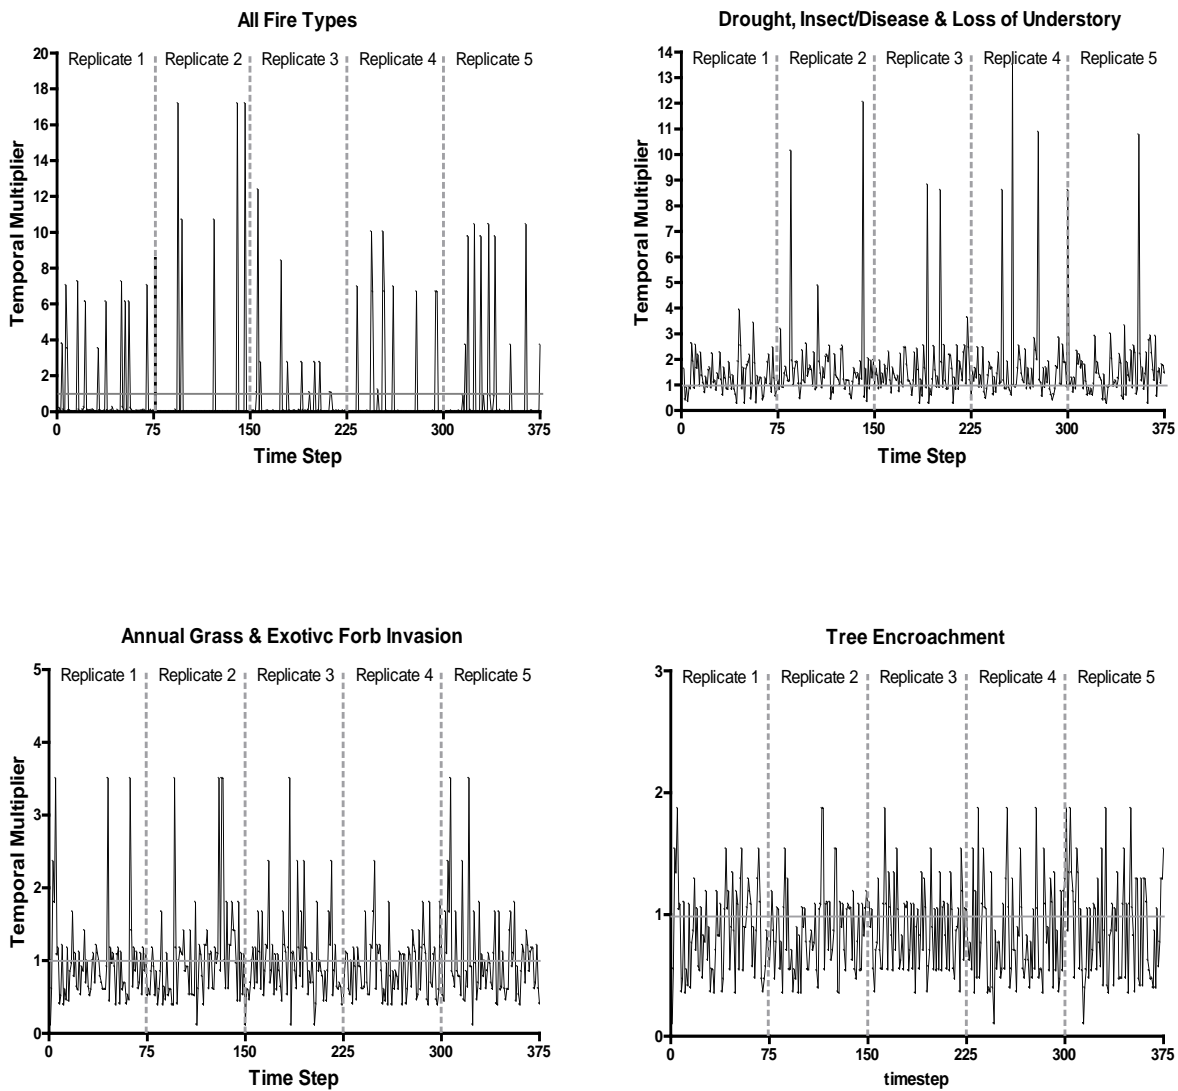 All Fire Types
Replicate 1 Replicate 2 Replicate 3 Replicate 4 Replicate 5
Temporal Multiplier
20
18
16
14
12
10
8
6
4
2
0
0 75 150 225 300 375
Time Step
Drought, Insect/Disease & Loss of Understory
Replicate 1 Replicate 2 Replicate 3 Replicate 4 Replicate 5
Temporal Multiplier
14
13
12
11
10
9
8
7
6
5
4
3
2
1
0
0 75 150 225 300 375
Time Step
Annual Grass & Exotivc Forb Invasion
Replicate 1 Replicate 2 Replicate 3 Replicate 4 Replicate 5
Temporal Multiplier
5
4
3
2
1
0
0 75 150 225 300 375
Time Step
Tree Encroachment
Replicate 1 Replicate 2 Replicate 3 Replicate 4 Replicate 5
3
2
1
0
0 75 150 225 300 375
timestep